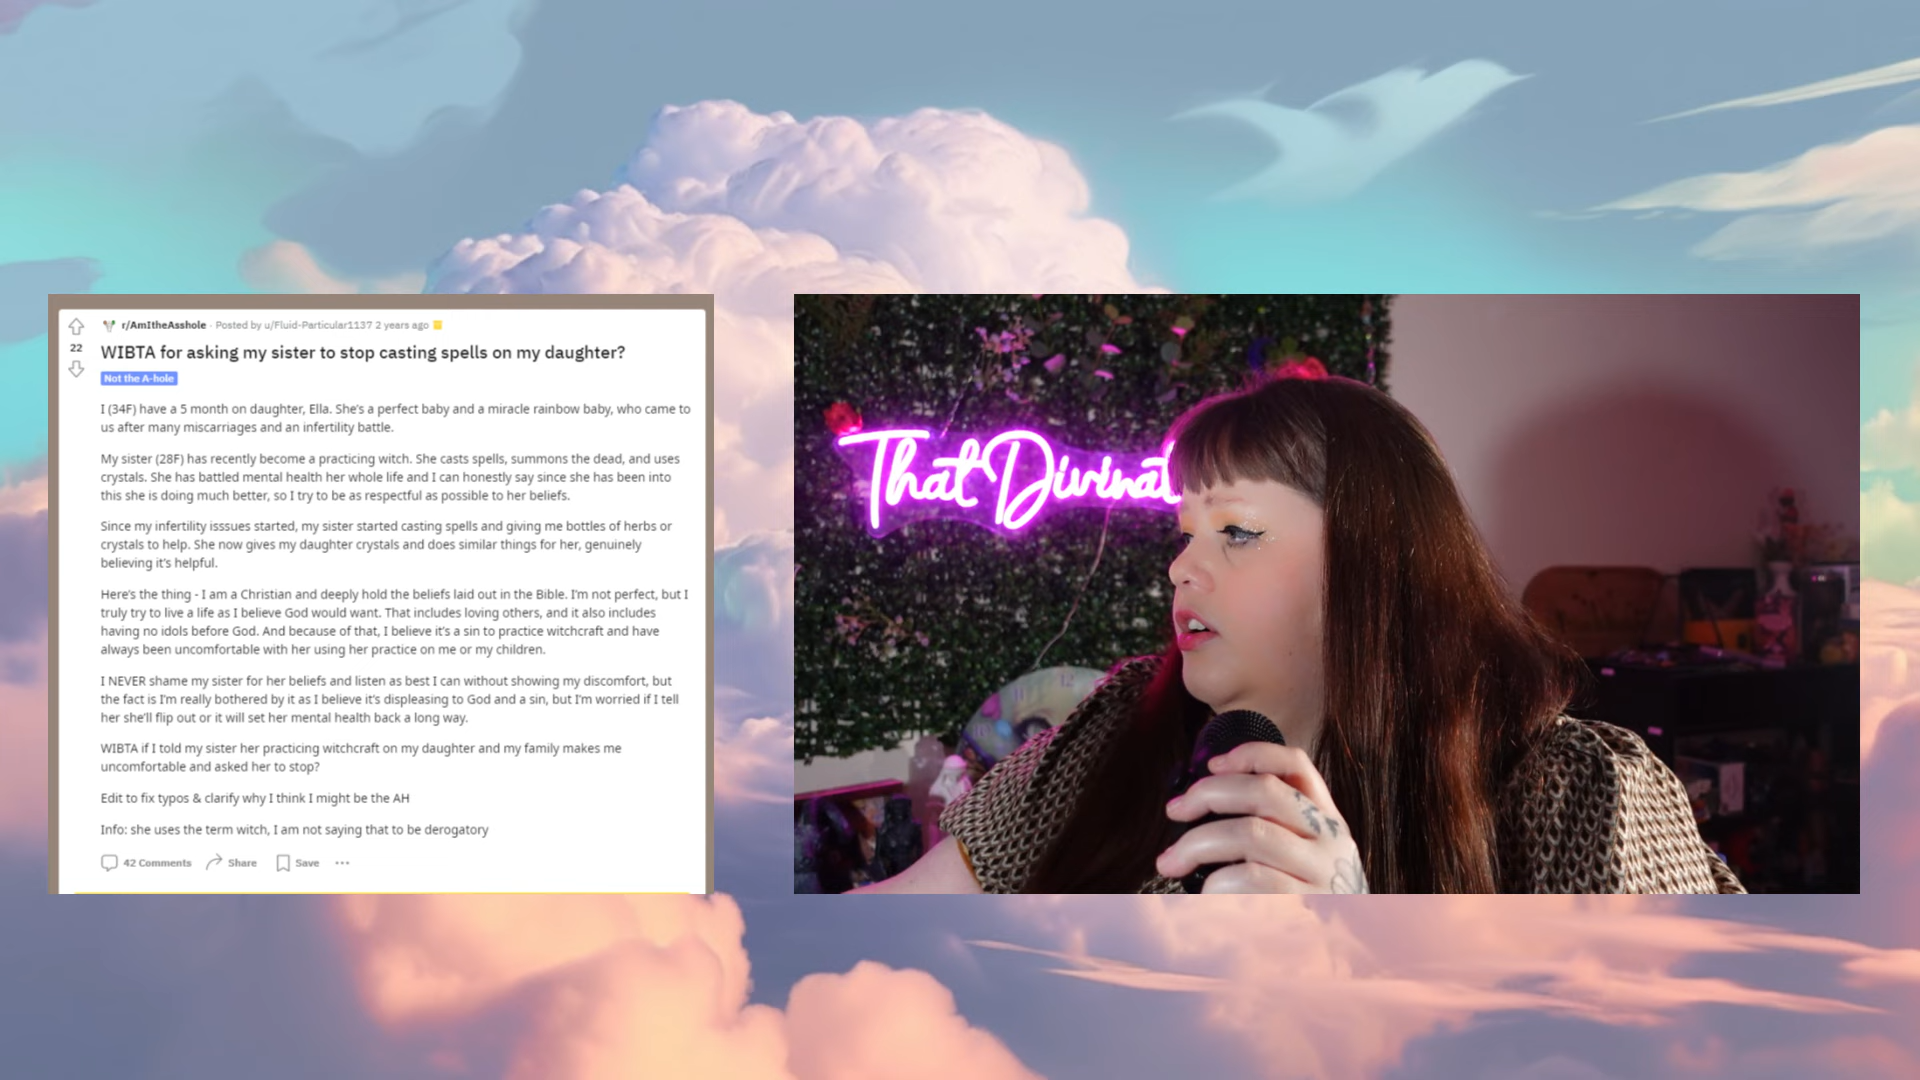 r/AmItheAsshole · Posted by u/Fluid-Particular1137 2 years ago
22
WIBTA for asking my sister to stop casting spells on my daughter?
Not the A-hole
I (34F) have a 5 month on daughter, Ella. She's a perfect baby and a miracle rainbow baby, who came to
us after many miscarriages and an infertility battle.
My sister (28F) has recently become a practicing witch. She casts spells, summons the dead, and uses
crystals. She has battled mental health her whole life and I can honestly say since she has been into
this she is doing much better, so I try to be as respectful as possible to her beliefs.
Since my infertility isssues started, my sister started casting spells and giving me bottles of herbs or
crystals to help. She now gives my daughter crystals and does similar things for her, genuinely
believing it's helpful.
Here's the thing - I am a Christian and deeply hold the beliefs laid out in the Bible. I'm not perfect, but I
truly try to live a life as I believe God would want. That includes loving others, and it also includes
having no idols before God. And because of that, I believe it's a sin to practice witchcraft and have
always been uncomfortable with her using her practice on me or my children.
I NEVER shame my sister for her beliefs and listen as best I can without showing my discomfort, but
the fact is I'm really bothered by it as I believe it's displeasing to God and a sin, but I'm worried if I tell
her she'll flip out or it will set her mental health back a long way.
WIBTA if I told my sister her practicing witchcraft on my daughter and my family makes me
uncomfortable and asked her to stop?
Edit to fix typos & clarify why I think I might be the AH
Info: she uses the term witch, I am not saying that to be derogatory
42 Comments Share Save
That Divinat